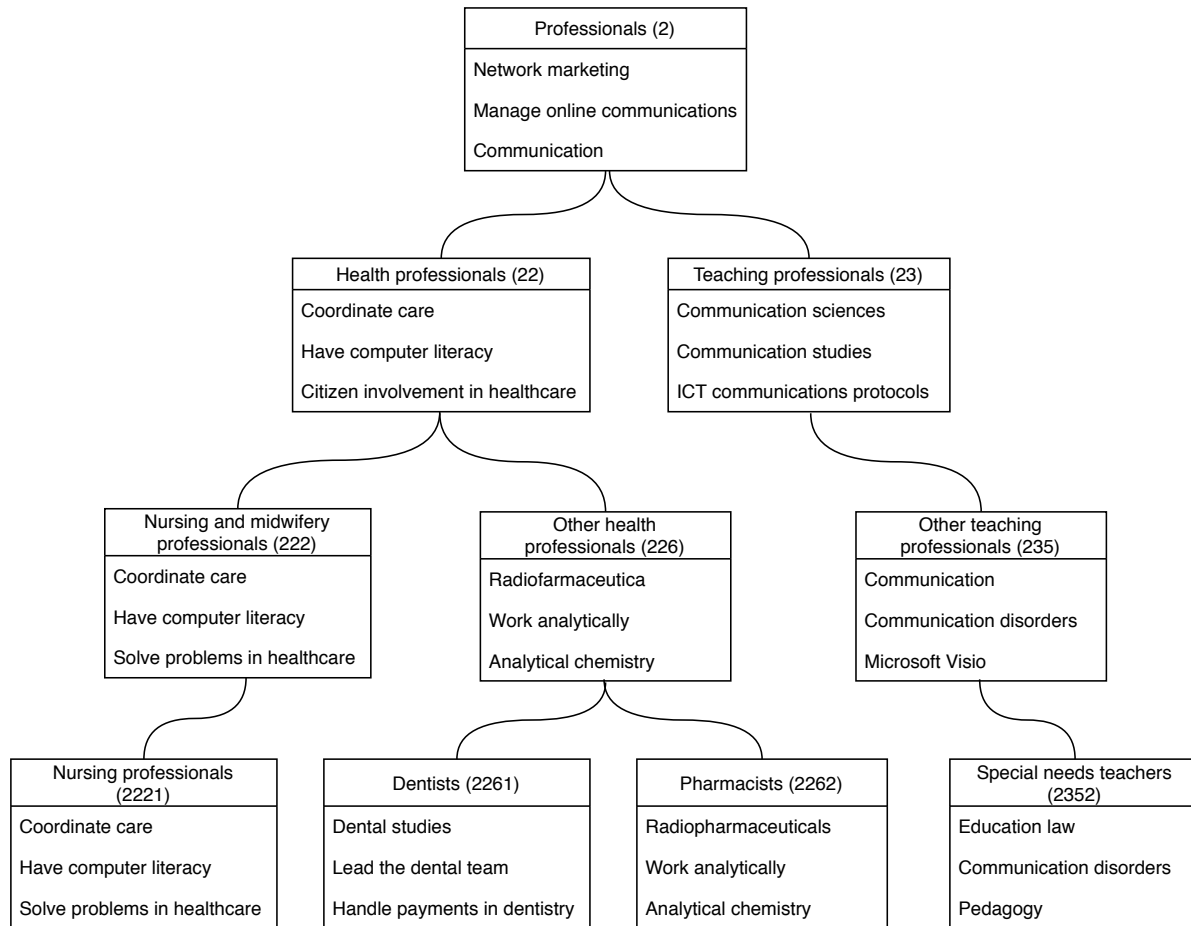 Professionals (2)
Network marketing
Manage online communications
Communication
Health professionals (22)
Coordinate care
Have computer literacy
Citizen involvement in healthcare
Teaching professionals (23)
Communication sciences
Communication studies
ICT communications protocols
Nursing and midwifery
professionals (222)
Coordinate care
Have computer literacy
Solve problems in healthcare
Other health
professionals (226)
Radiofarmaceutica
Work analytically
Analytical chemistry
Other teaching
professionals (235)
Communication
Communication disorders
Microsoft Visio
Nursing professionals
(2221)
Coordinate care
Have computer literacy
Solve problems in healthcare
Dentists (2261)
Dental studies
Lead the dental team
Handle payments in dentistry
Pharmacists (2262)
Radiopharmaceuticals
Work analytically
Analytical chemistry
Special needs teachers
(2352)
Education law
Communication disorders
Pedagogy